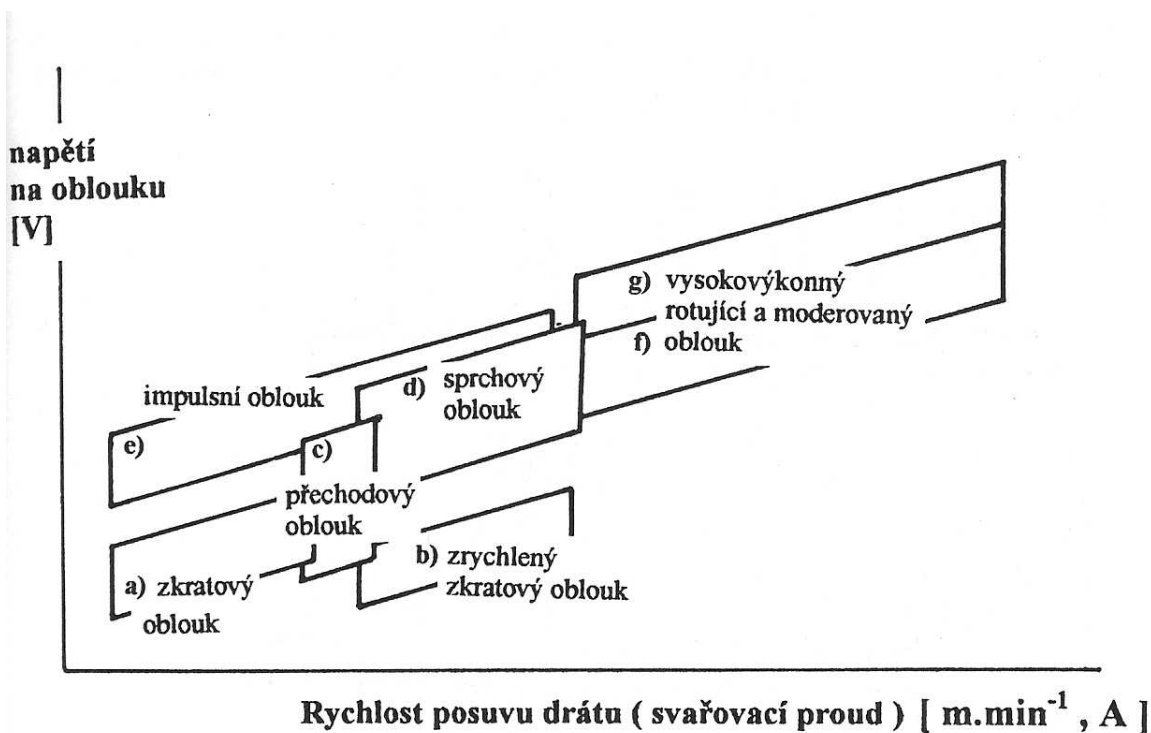 napětí
na oblouku
[V]
g) vysokovýkonný
rotující a moderovaný
f) oblouk
impulsní oblouk
d) sprchový
oblouk
e)
c)
přechodový
oblouk
b) zrychlený
zkratový oblouk
a) zkratový
oblouk
Rychlost posuvu drátu ( svařovací proud ) [ m.min⁻¹ , A ]